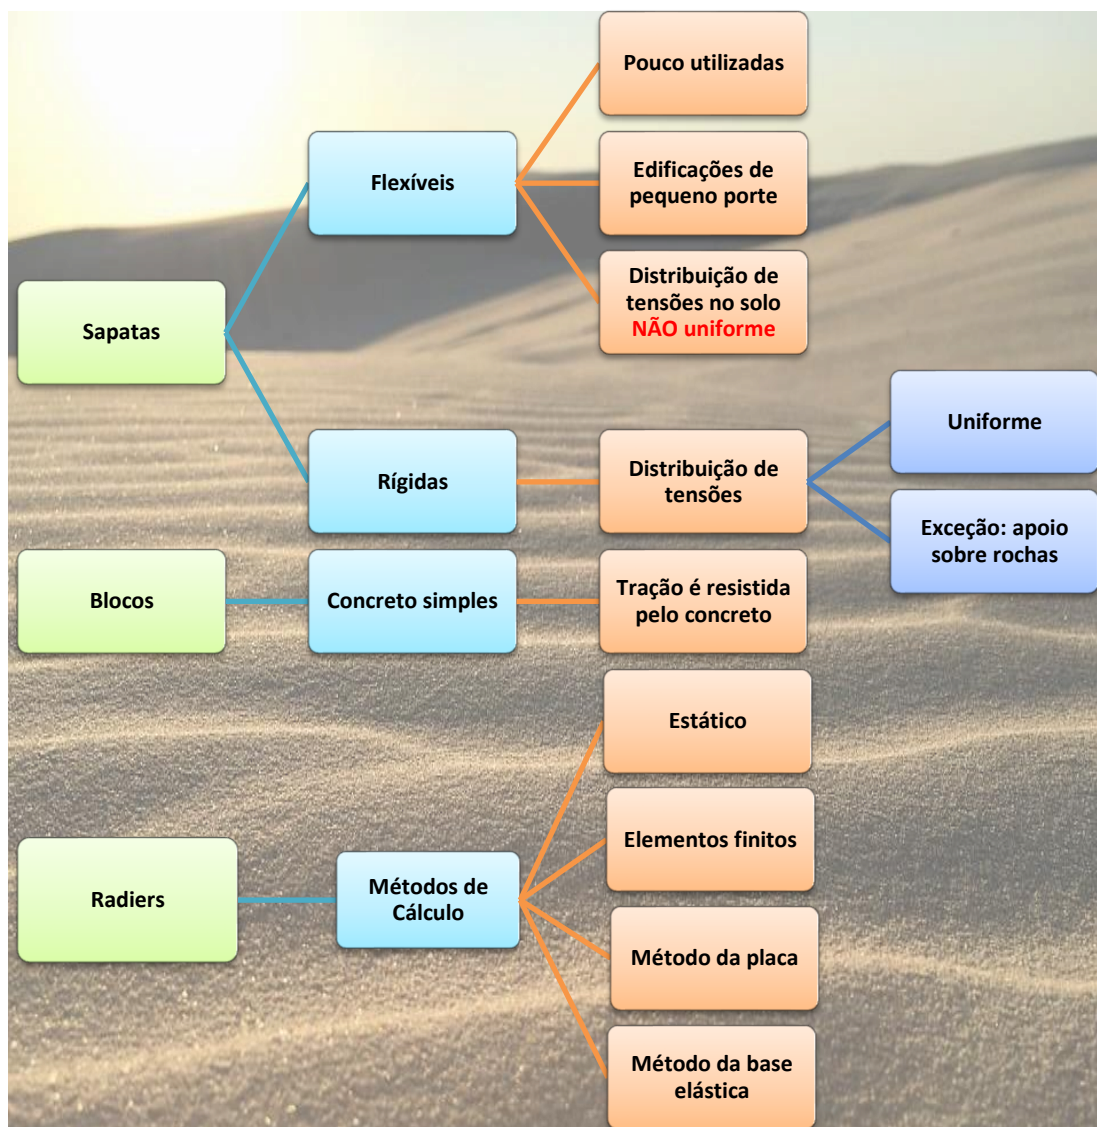 Pouco utilizadas
Flexíveis
Edificações de
pequeno porte
Distribuição de
tensões no solo
NÃO uniforme
Sapatas
Uniforme
Rígidas
Distribuição de
tensões
Exceção: apoio
sobre rochas
Blocos
Concreto simples
Tração é resistida
pelo concreto
Estático
Elementos finitos
Radiers
Métodos de
Cálculo
Método da placa
Método da base
elástica